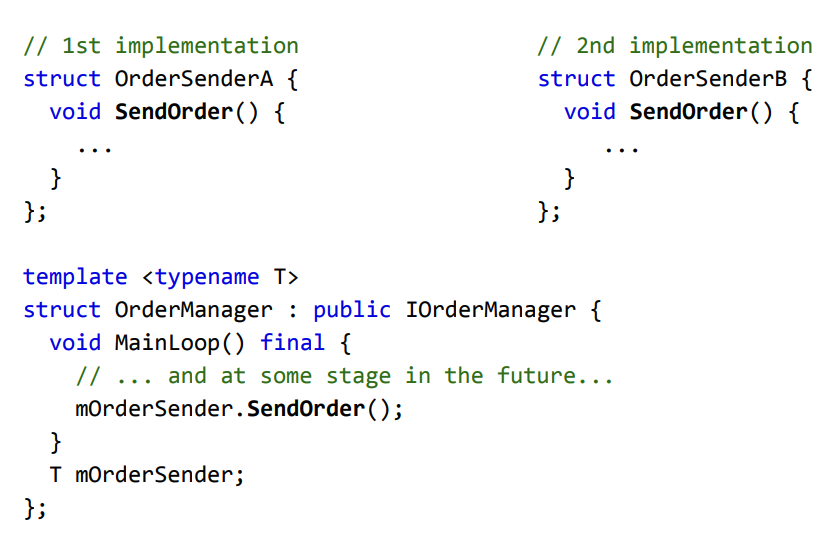 // 1st implementation
struct OrderSenderA {
  void SendOrder() {
    ...
  }
};
// 2nd implementation
struct OrderSenderB {
  void SendOrder() {
    ...
  }
};
template <typename T>
struct OrderManager : public IOrderManager {
  void MainLoop() final {
    // ... and at some stage in the future...
    mOrderSender.SendOrder();
  }
  T mOrderSender;
};